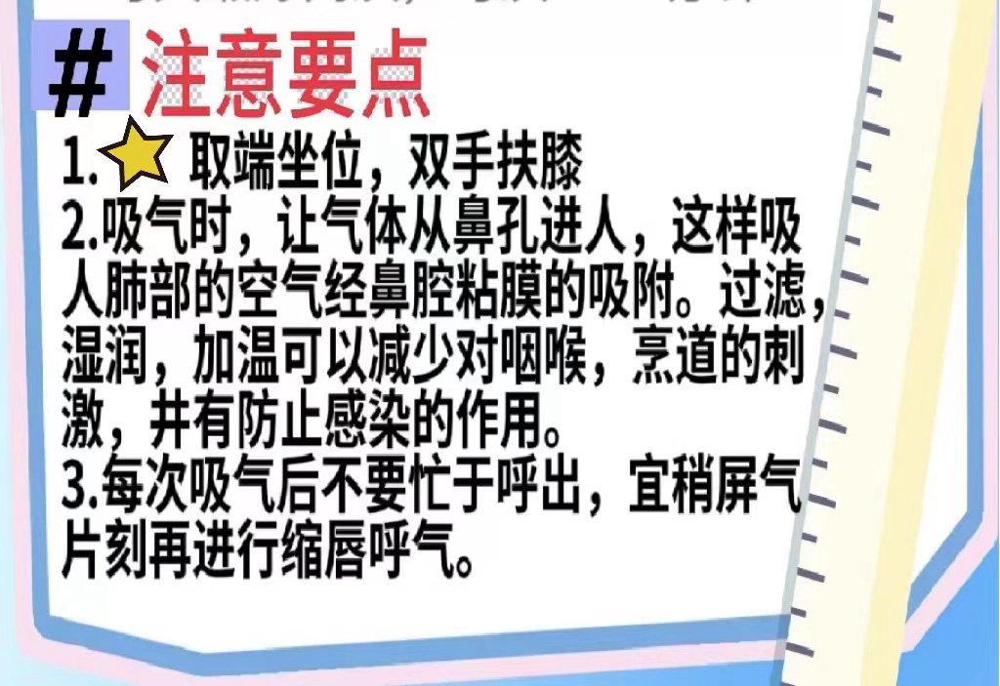 # 注意要点
1. 取端坐位，双手扶膝
2.吸气时，让气体从鼻孔进人，这样吸
人肺部的空气经鼻腔粘膜的吸附。过滤，
湿润，加温可以减少对咽喉，烹道的刺
激，井有防止感染的作用。
3.每次吸气后不要忙于呼出，宜稍屏气
片刻再进行缩唇呼气。